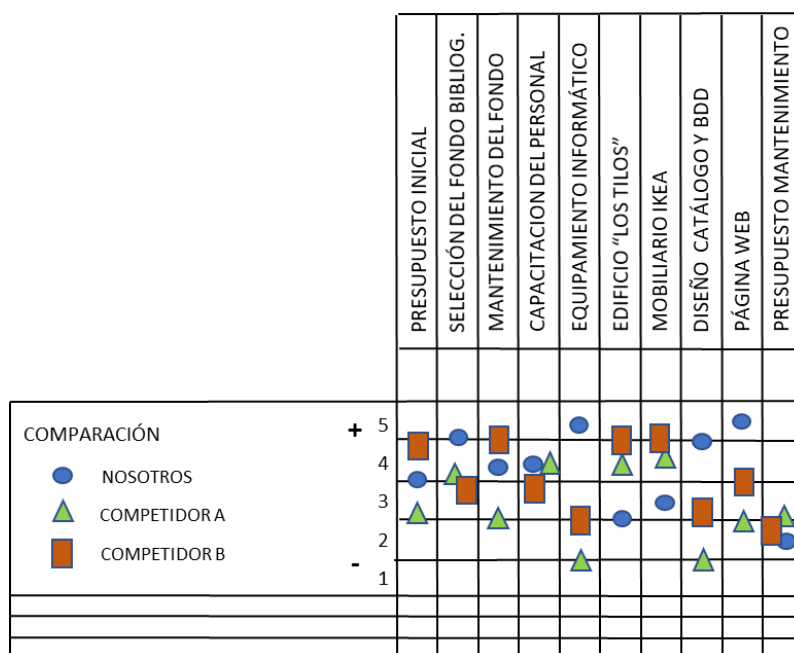 PRESUPUESTO INICIAL
SELECCIÓN DEL FONDO BIBLIOG.
MANTENIMIENTO DEL FONDO
CAPACITACION DEL PERSONAL
EQUIPAMIENTO INFORMÁTICO
EDIFICIO “LOS TILOS”
MOBILIARIO IKEA
DISEÑO CATÁLOGO Y BDD
PÁGINA WEB
PRESUPUESTO MANTENIMIENTO
COMPARACIÓN
NOSOTROS
COMPETIDOR A
COMPETIDOR B
+ 5
4
3
2
- 1